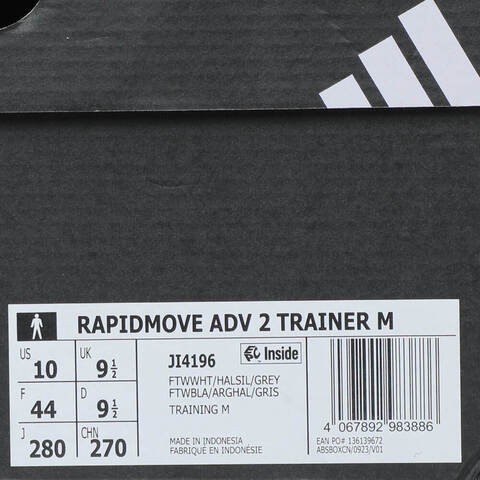 RAPIDMOVE ADV 2 TRAINER M
US 10 UK 9½
F 44 D 9½
J 280 CHN 270
JI4196
Inside
FTWWHT/HALSIL/GREY
FTWBLA/ARGHAL/GRIS
TRAINING M
MADE IN INDONESIA
FABRIQUÉ EN INDONÉSIE
4 067892 983886
EAN PO# 136139672
ABSBOXCN/0923/V01